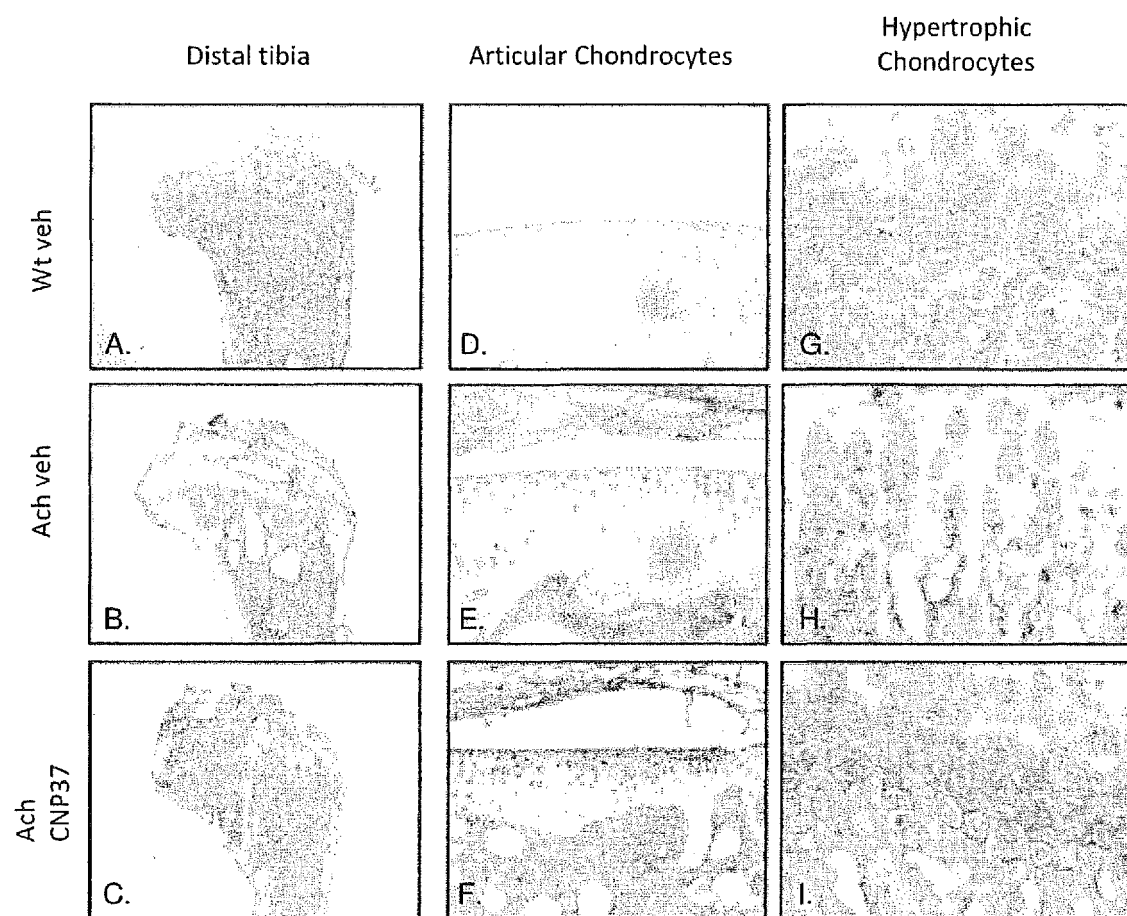 Distal tibia
Articular Chondrocytes
Hypertrophic
Chondrocytes
Wt veh
A.
D.
G.
Ach veh
B.
E.
H.
Ach
CNP37
C.
F.
I.